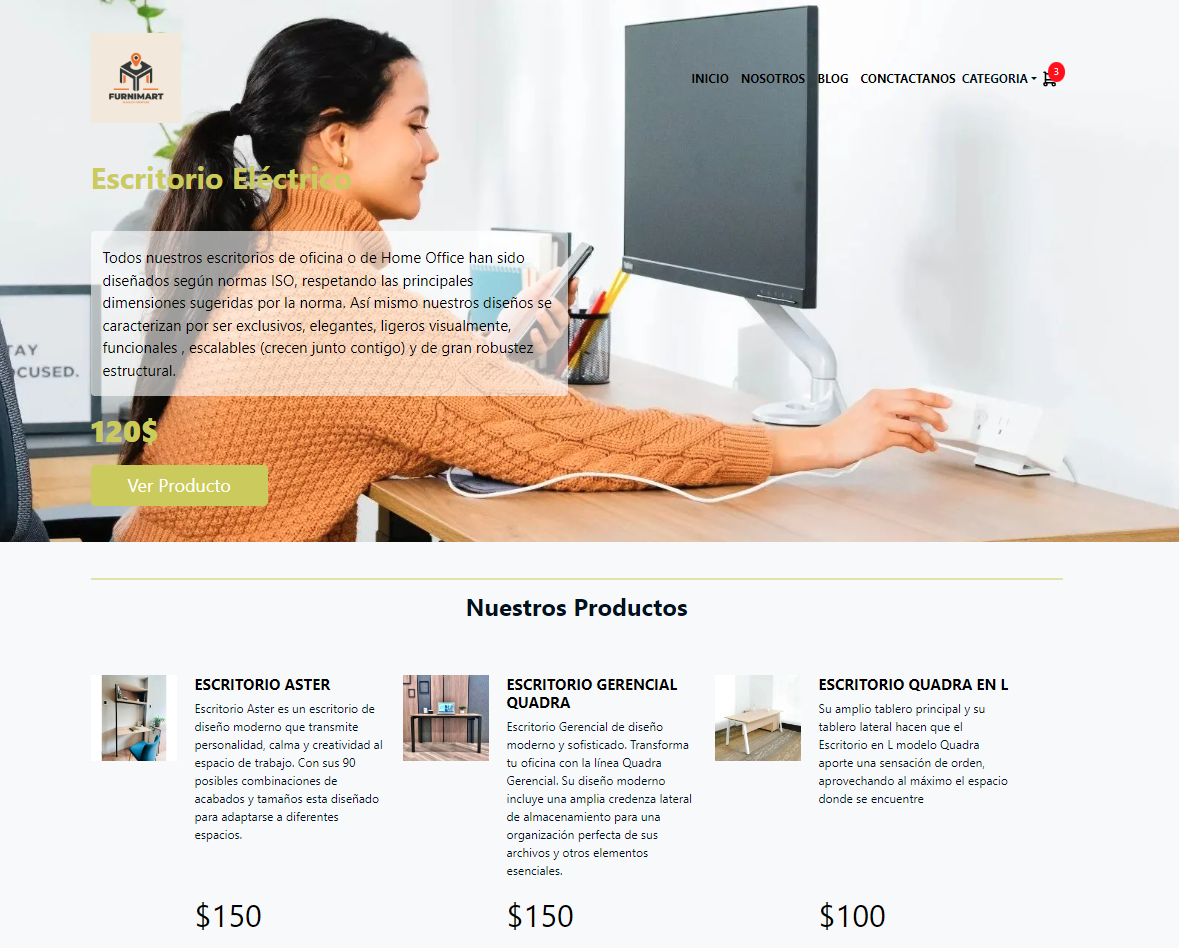 FURNIMART
INICIO NOSOTROS BLOG CONCTACTANOS CATEGORIA 3
Escritorio Eléctrico
Todos nuestros escritorios de oficina o de Home Office han sido
diseñados según normas ISO, respetando las principales
dimensiones sugeridas por la norma. Así mismo nuestros diseños se
caracterizan por ser exclusivos, elegantes, ligeros visualmente,
funcionales , escalables (crecen junto contigo) y de gran robustez
estructural.
TAY
OCUSED.
120$
Ver Producto
Nuestros Productos
ESCRITORIO ASTER
Escritorio Aster es un escritorio de
diseño moderno que transmite
personalidad, calma y creatividad al
espacio de trabajo. Con sus 90
posibles combinaciones de
acabados y tamaños esta diseñado
para adaptarse a diferentes
espacios.
$150
ESCRITORIO GERENCIAL
QUADRA
Escritorio Gerencial de diseño
moderno y sofisticado. Transforma
tu oficina con la línea Quadra
Gerencial. Su diseño moderno
incluye una amplia credenza lateral
de almacenamiento para una
organización perfecta de sus
archivos y otros elementos
esenciales.
$150
ESCRITORIO QUADRA EN L
Su amplio tablero principal y su
tablero lateral hacen que el
Escritorio en L modelo Quadra
aporte una sensación de orden,
aprovechando al máximo el espacio
donde se encuentre
$100